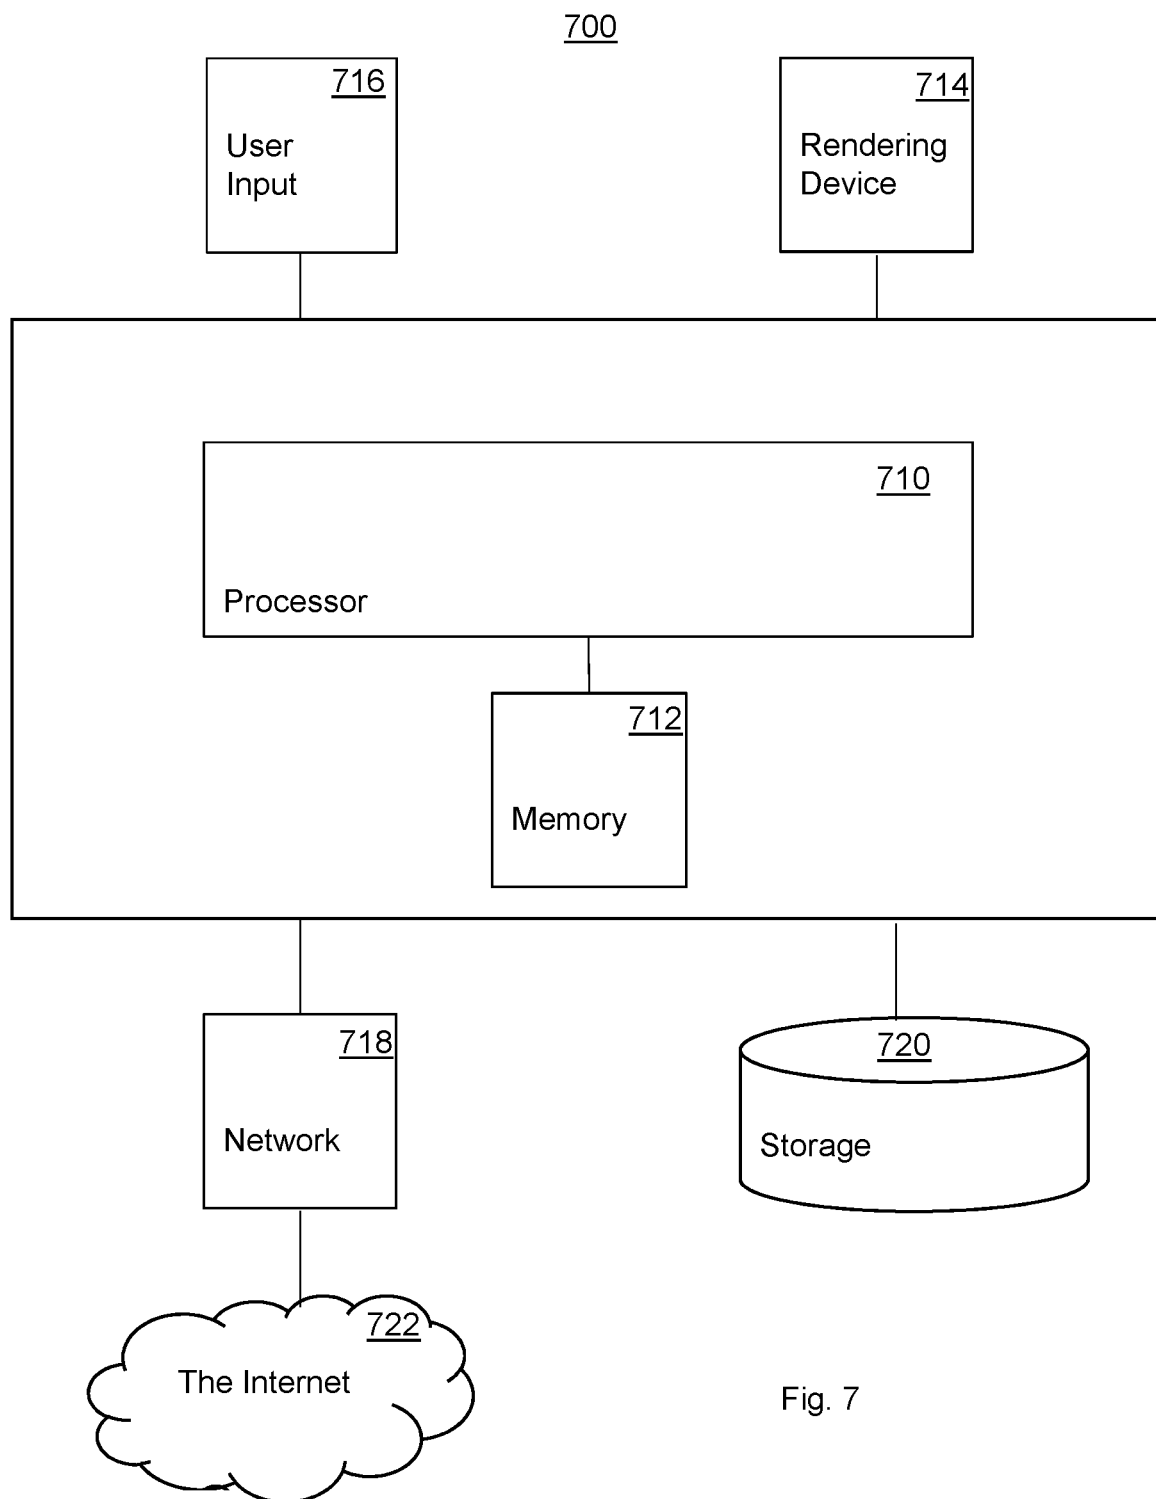 700
716
User
Input
714
Rendering
Device
710
Processor
712
Memory
718
Network
720
Storage
722
The Internet
Fig. 7